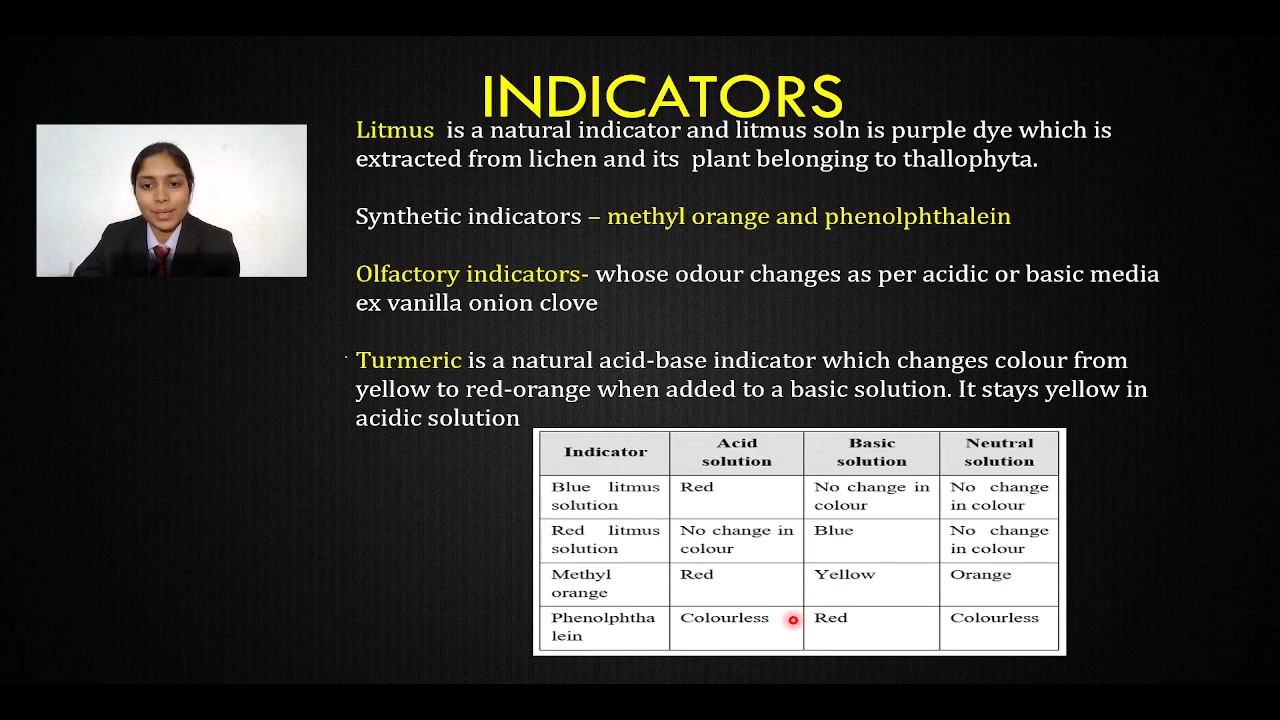 INDICATORS
Litmus is a natural indicator and litmus soln is purple dye which is
extracted from lichen and its plant belonging to thallophyta.
Synthetic indicators – methyl orange and phenolphthalein
Olfactory indicators- whose odour changes as per acidic or basic media
ex vanilla onion clove
Turmeric is a natural acid-base indicator which changes colour from
yellow to red-orange when added to a basic solution. It stays yellow in
acidic solution
Indicator Acid solution Basic solution Neutral solution
Blue litmus solution Red No change in colour No change in colour
Red litmus solution No change in colour Blue No change in colour
Methyl orange Red Yellow Orange
Phenolphtha lein Colourless Red Colourless